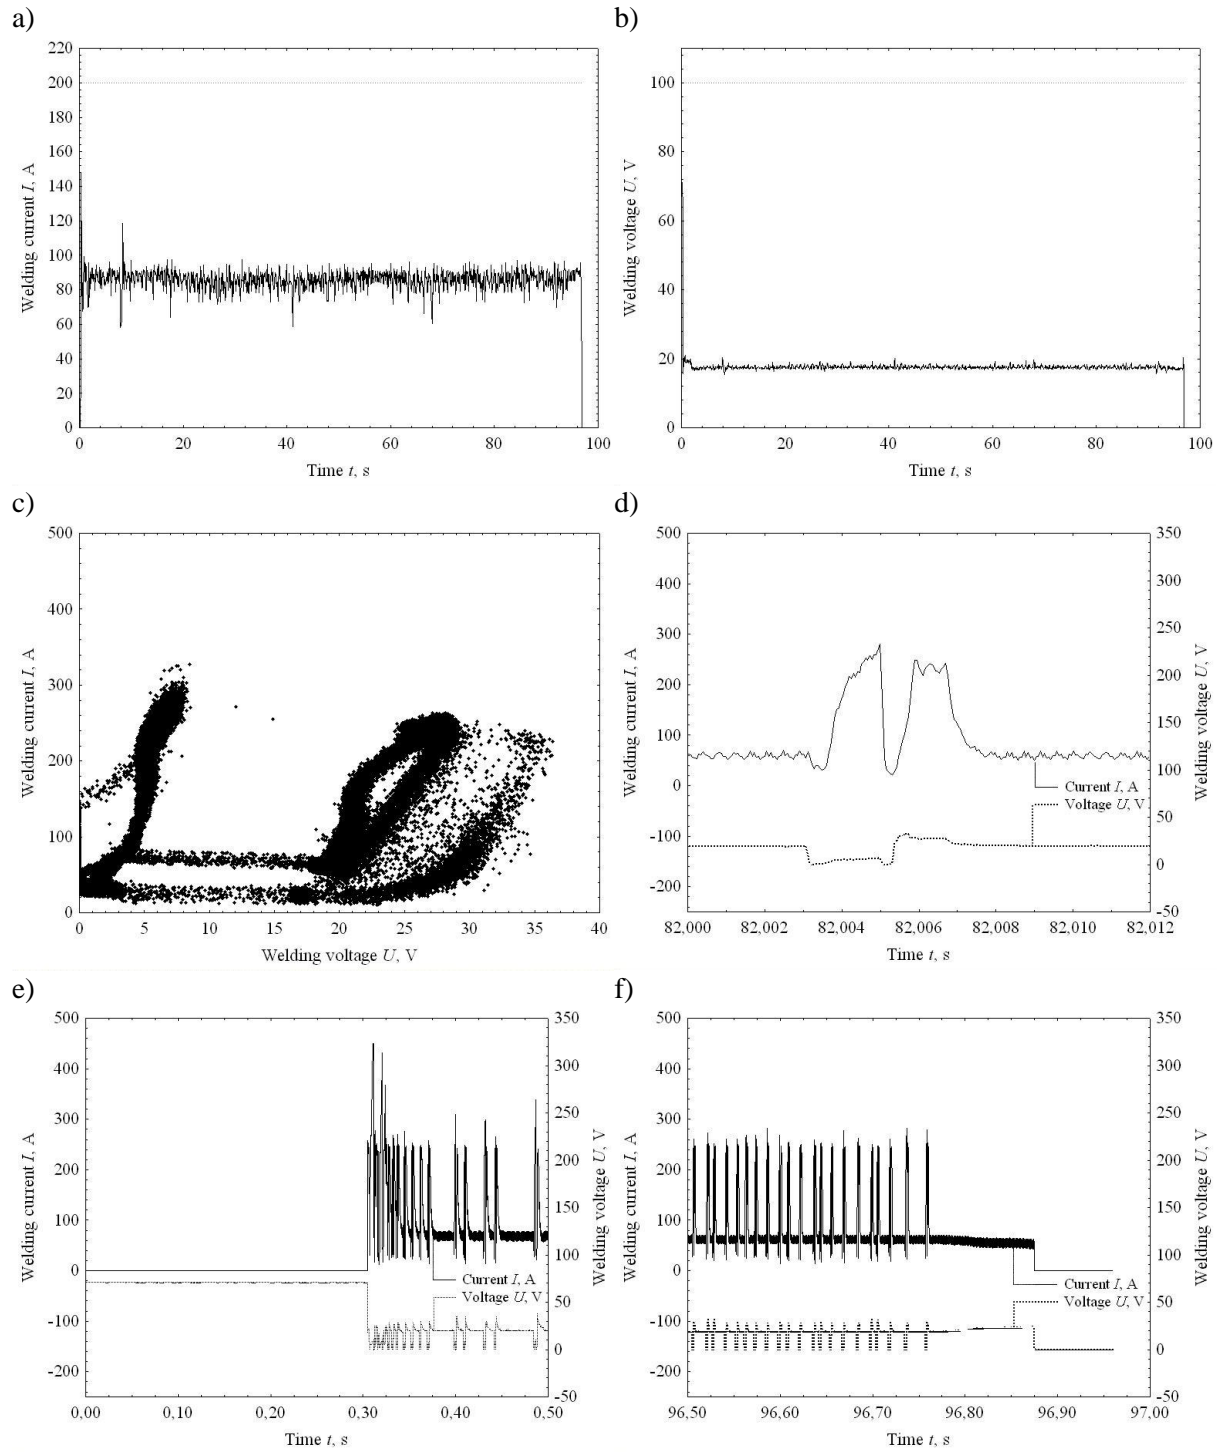 a)
b)
220
200
180
160
140
120
100
80
60
40
20
0
Welding current I, A
0 20 40 60 80 100
Time t, s
100
80
60
40
20
0
Welding voltage U, V
0 20 40 60 80 100
Time t, s
c)
d)
500
400
300
200
100
0
Welding current I, A
0 5 10 15 20 25 30 35 40
Welding voltage U, V
500
400
300
200
100
0
-100
-200
Welding current I, A
350
300
250
200
150
100
50
0
-50
Welding voltage U, V
Current I, A
Voltage U, V
82,000 82,002 82,004 82,006 82,008 82,010 82,012
Time t, s
e)
f)
500
400
300
200
100
0
-100
-200
Welding current I, A
350
300
250
200
150
100
50
0
-50
Welding voltage U, V
Current I, A
Voltage U, V
0,00 0,10 0,20 0,30 0,40 0,50
Time t, s
500
400
300
200
100
0
-100
-200
Welding current I, A
350
300
250
200
150
100
50
0
-50
Welding voltage U, V
Current I, A
Voltage U, V
96,50 96,60 96,70 96,80 96,90 97,00
Time t, s